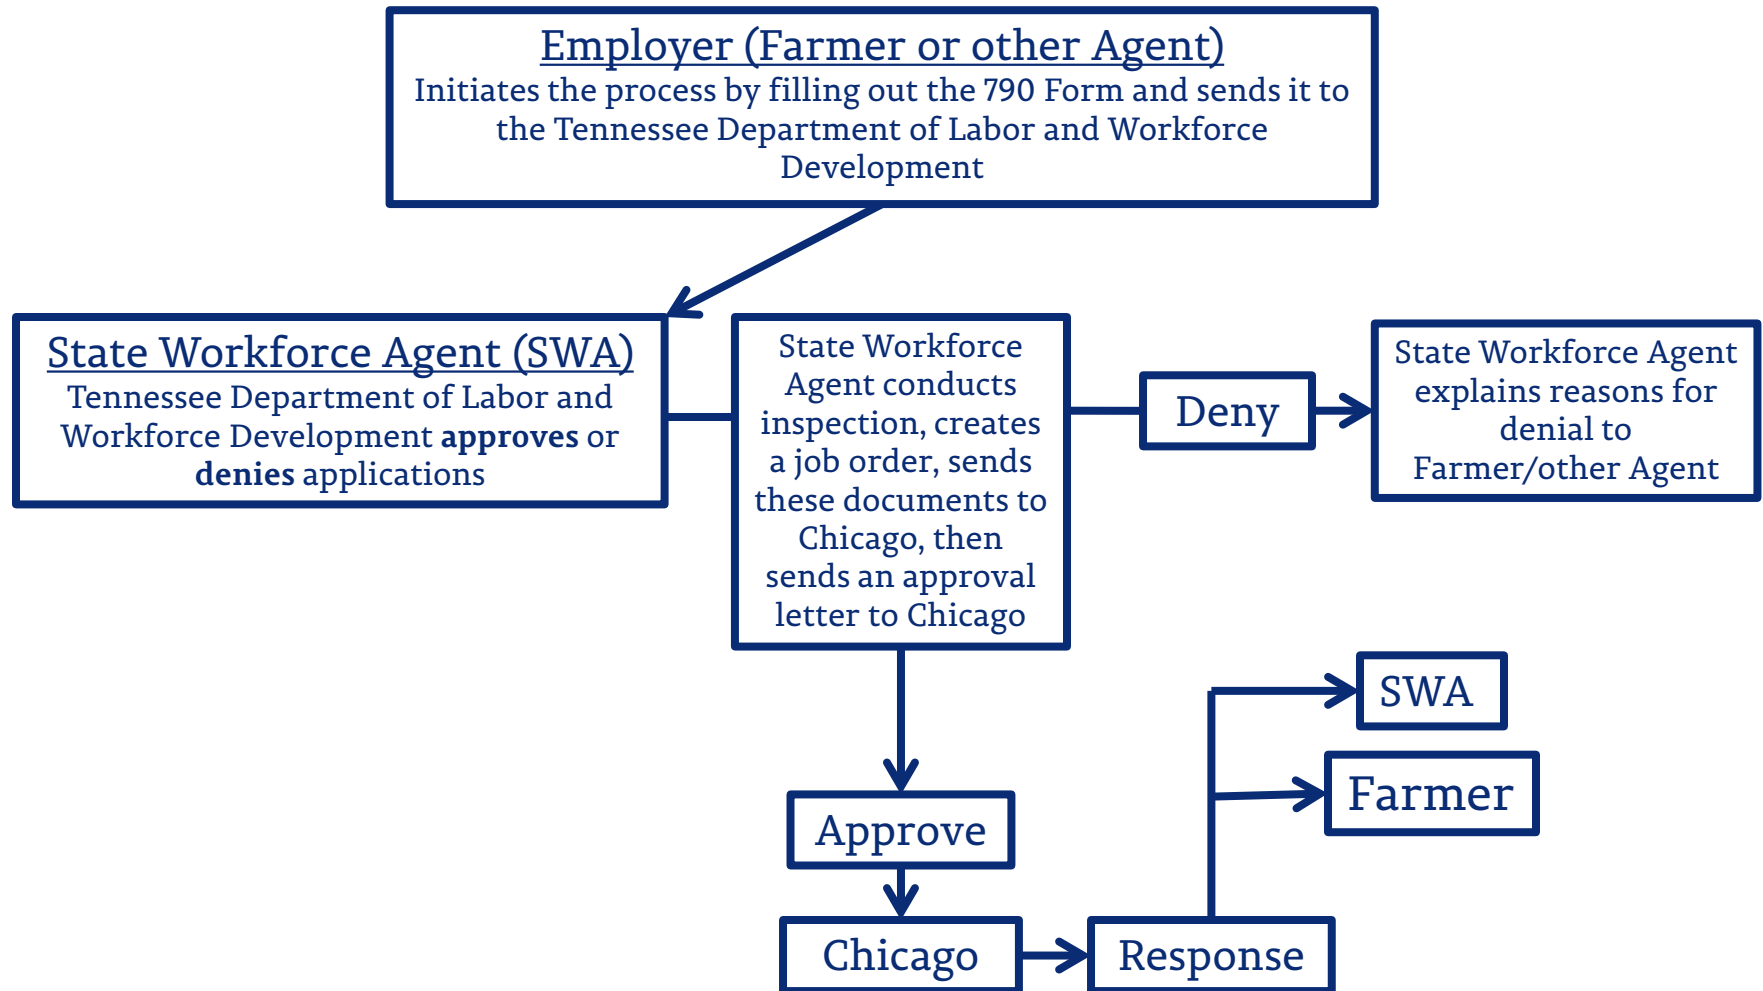 Employer (Farmer or other Agent)
Initiates the process by filling out the 790 Form and sends it to
the Tennessee Department of Labor and Workforce
Development
State Workforce Agent (SWA)
Tennessee Department of Labor and
Workforce Development approves or
denies applications
State Workforce
Agent conducts
inspection, creates
a job order, sends
these documents to
Chicago, then
sends an approval
letter to Chicago
Deny
State Workforce Agent
explains reasons for
denial to
Farmer/other Agent
SWA
Farmer
Approve
Chicago
Response